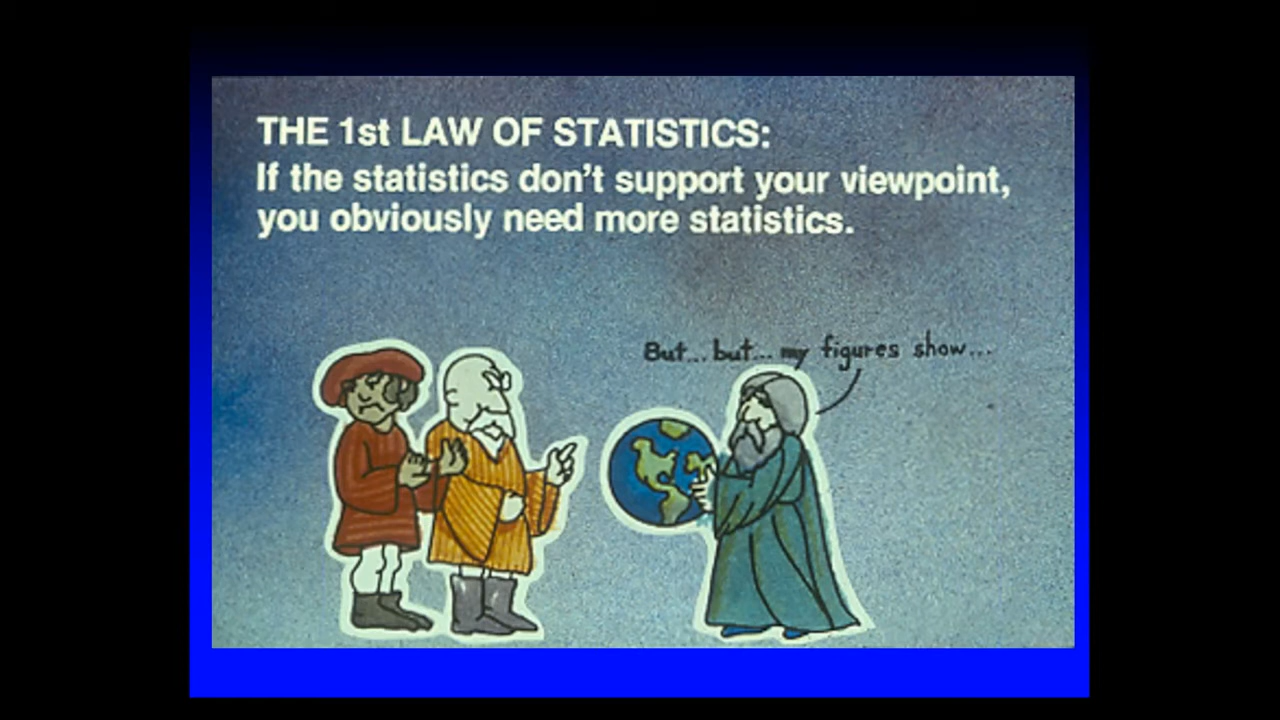 THE 1st LAW OF STATISTICS:
If the statistics don't support your viewpoint,
you obviously need more statistics.
But... but... my figures show...